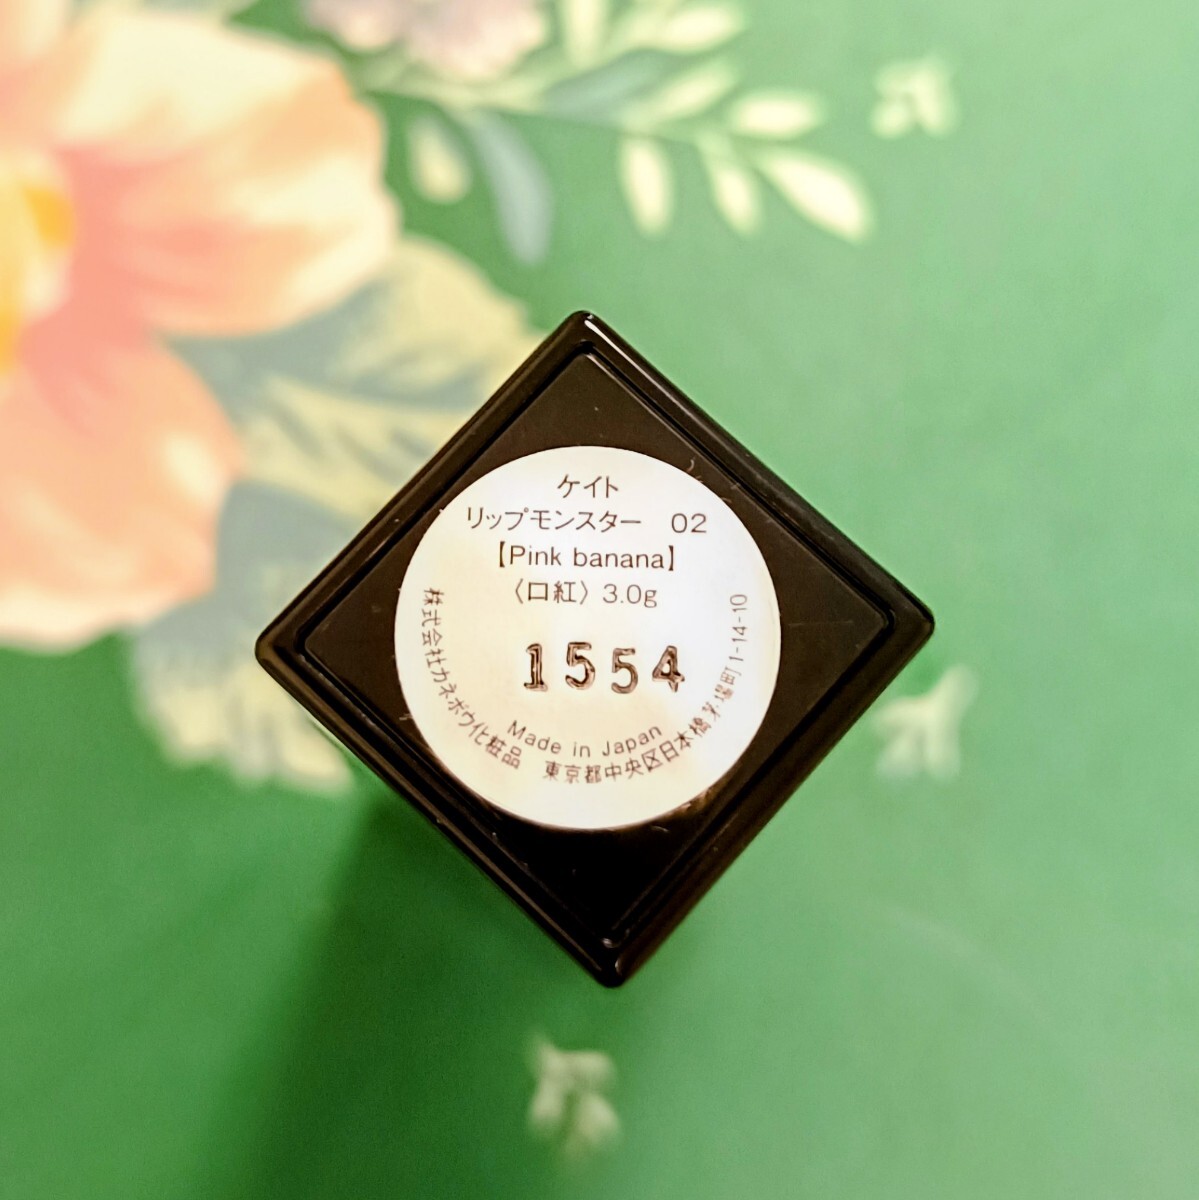 ケイト
リップモンスター 02
【Pink banana】
〈口紅〉3.0g
1554
Made in Japan
株式会社カネボウ化粧品 東京都中央区日本橋茅場町1-14-10